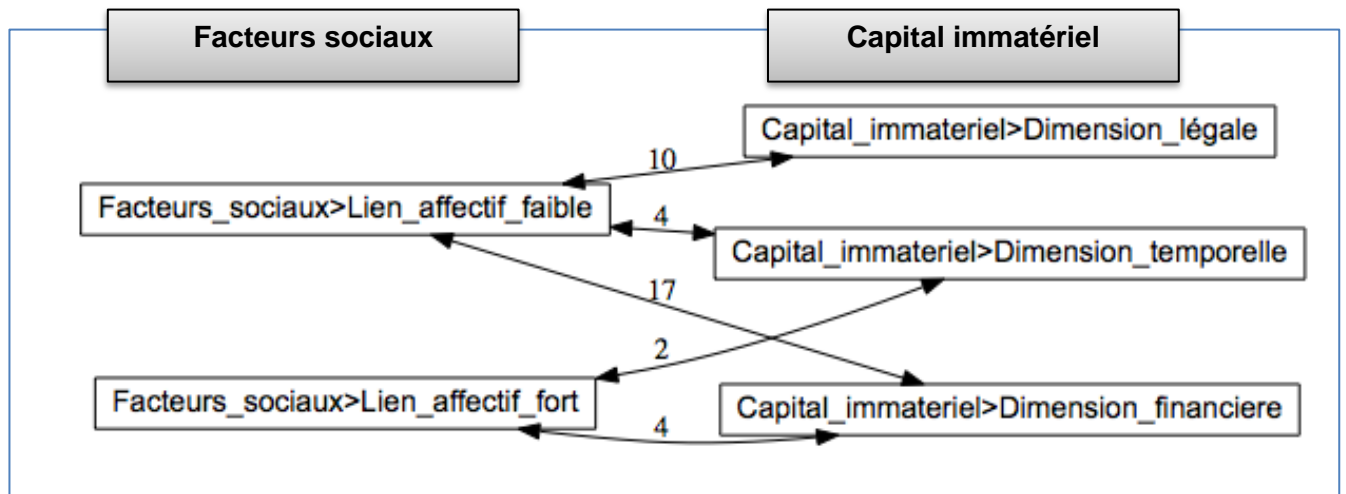 Facteurs sociaux
Capital immatériel
Capital_immateriel>Dimension_légale
10
Facteurs_sociaux>Lien_affectif_faible
4
Capital_immateriel>Dimension_temporelle
17
2
Facteurs_sociaux>Lien_affectif_fort
Capital_immateriel>Dimension_financiere
4